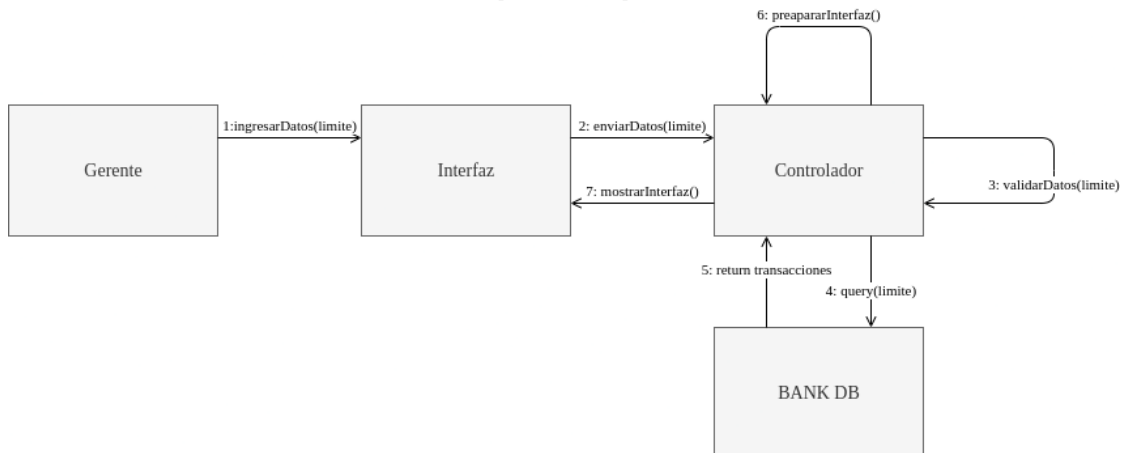 6: preapararInterfaz()
1:ingresarDatos(limite)
2: enviarDatos(limite)
Gerente
Interfaz
Controlador
3: validarDatos(limite)
7: mostrarInterfaz()
5: return transacciones
4: query(limite)
BANK DB